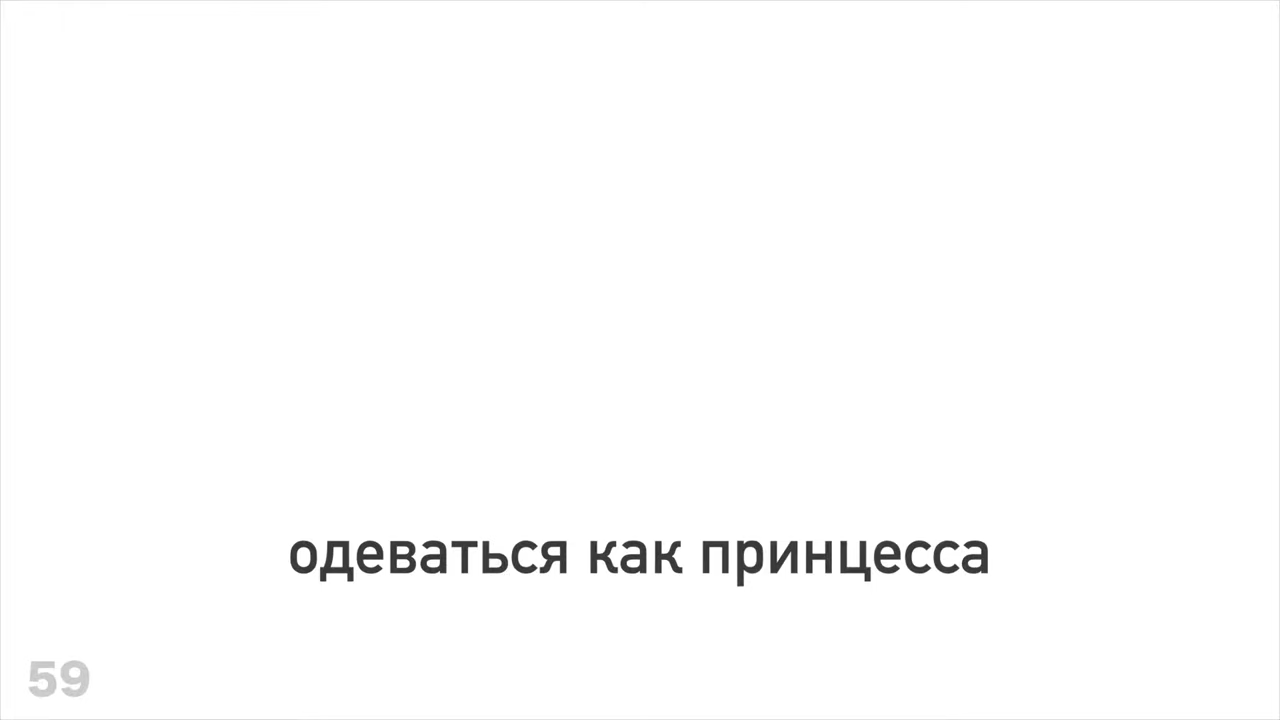 одеваться как принцесса
59